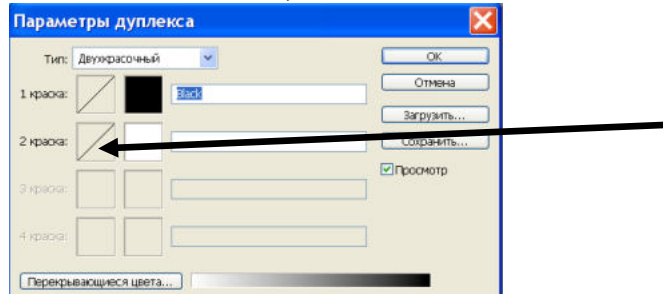 Параметры дуплекса
Тип: Двухкрасочный
OK
Отмена
1 краска: Black
Загрузить...
2 краска:
Сохранить...
Просмотр
3 краска:
4 краска:
Перекрывающиеся цвета...